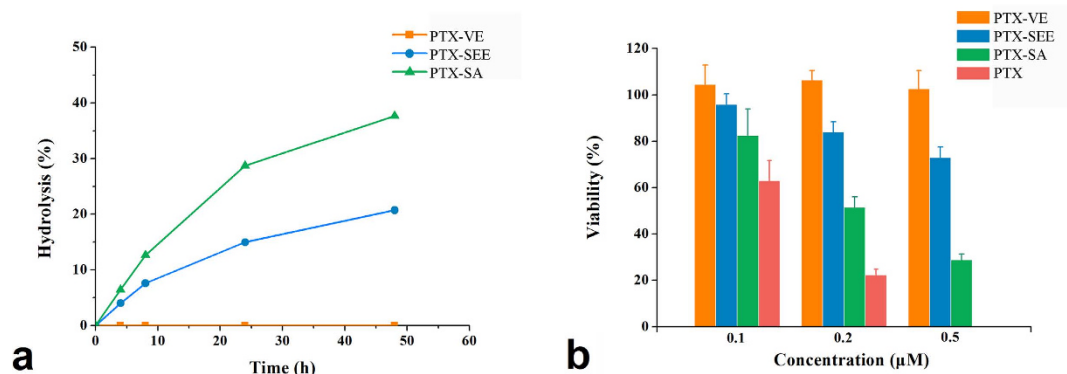 PTX-VE
PTX-SEE
PTX-SA
50
40
30
20
10
0
Hydrolysis (%)
0 10 20 30 40 50 60
Time (h)
a
PTX-VE
PTX-SEE
PTX-SA
PTX
120
100
80
60
40
20
0
Viability (%)
0.1 0.2 0.5
Concentration (μM)
b